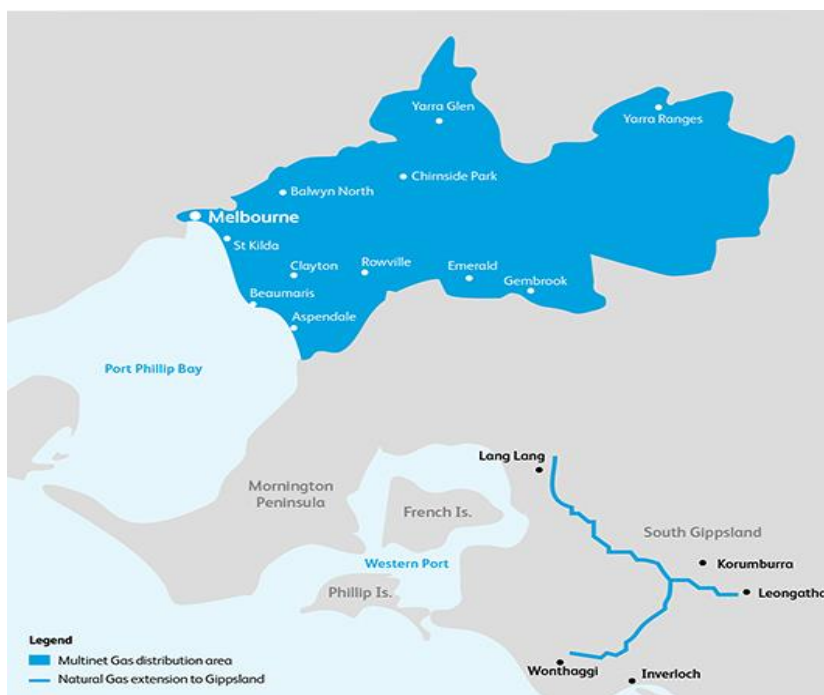 Yarra Glen
Yarra Ranges
Chirnside Park
Balwyn North
Melbourne
St Kilda
Clayton
Rowville
Emerald
Gembrook
Beaumaris
Aspendale
Port Phillip Bay
Lang Lang
Mornington
Peninsula
French Is.
South Gippsland
Western Port
Korumburra
Phillip Is.
Leongatha
Legend
Multinet Gas distribution area
Natural Gas extension to Gippsland
Wonthaggi
Inverloch